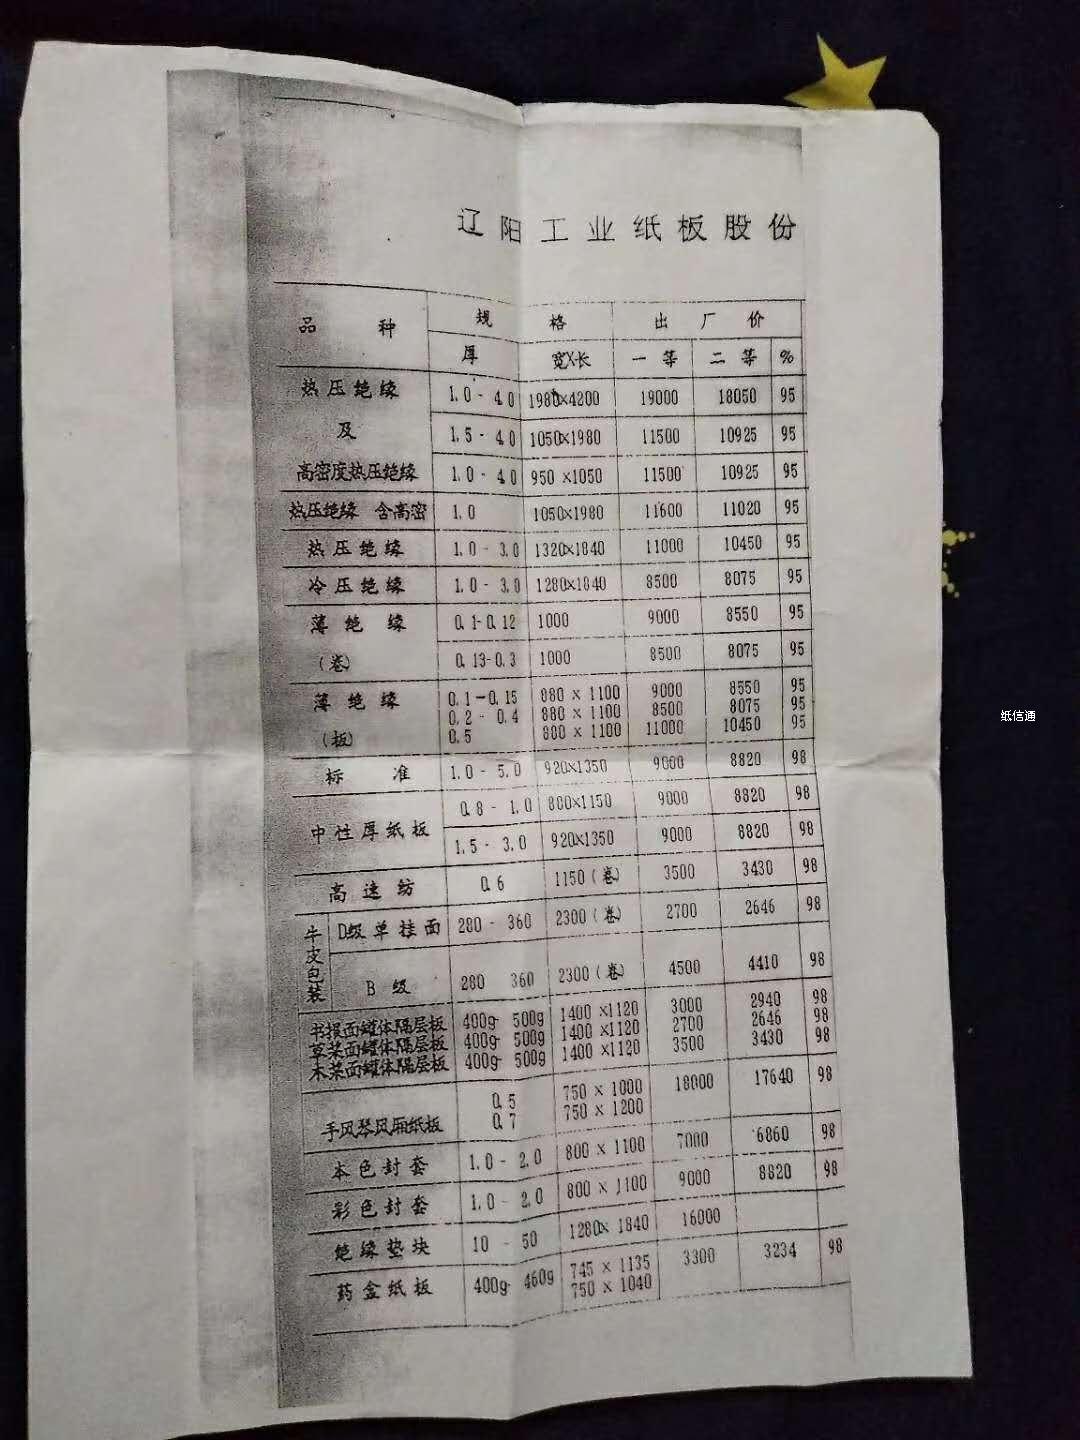 辽阳工业纸板股份
品 种 规 格 出 厂 价
厚 宽X长 一 等 二 等 %
热压绝缘 1.0 - 4.0 1980×4200 19000 18050 95
及 1.5 - 4.0 1050×1980 11500 10925 95
高密度热压绝缘 1.0 - 4.0 950 ×1050 11500 10925 95
热压绝缘 含高密 1.0 1050×1980 11600 11020 95
热压绝缘 1.0 - 3.0 1320×1840 11000 10450 95
冷压绝缘 1.0 - 3.0 1280×1840 8500 8075 95
薄绝缘 0.1-0.12 1000 9000 8550 95
(卷) 0.13-0.3 1000 8500 8075 95
薄绝缘 0.1-0.15 880 × 1100 9000 8550 95
0.2 - 0.4 880 × 1100 8500 8075 95
(板) 0.5 880 × 1100 11000 10450 95
标 准 1.0 - 5.0 920×1350 9000 8820 98
中性厚纸板 0.8 - 1.0 880×1150 9000 8820 98
1.5 - 3.0 920×1350 9000 8820 98
高速纺 0.6 1150(卷) 3500 3430 98
牛皮包装 D级单挂面 280 - 360 2300(卷) 2700 2646 98
B 级 280 360 2300(卷) 4500 4410 98
书报面罐体隔层板 400g- 500g 1400 ×1120 3000 2940 98
草浆面罐体隔层板 400g- 500g 1400 ×1120 2700 2646 98
木浆面罐体隔层板 400g- 500g 1400 ×1120 3500 3430 98
手风琴风厢纸板 0.5 750 × 1000 18000 17640 98
0.7 750 × 1200
本色封套 1.0 - 2.0 800 × 1100 7000 6860 98
彩色封套 1.0 - 2.0 800 × 1100 9000 8820 98
绝缘垫块 10 - 50 1280× 1840 16000
药盒纸板 400g- 460g 745 × 1135 3300 3234 98
750 × 1040
纸信通